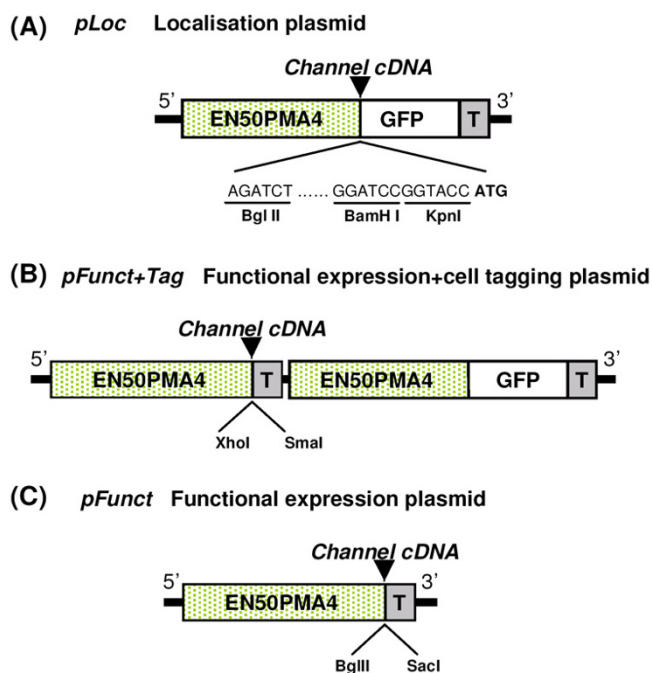 (A) pLoc Localisation plasmid
Channel cDNA
5’ 3’
EN50PMA4 GFP T
AGATCT ...... GGATCCGGTACC ATG
Bgl II BamH I KpnI
(B) pFunct+Tag Functional expression+cell tagging plasmid
Channel cDNA
5’ 3’
EN50PMA4 T EN50PMA4 GFP T
XhoI SmaI
(C) pFunct Functional expression plasmid
Channel cDNA
5’ 3’
EN50PMA4 T
BglII SacI